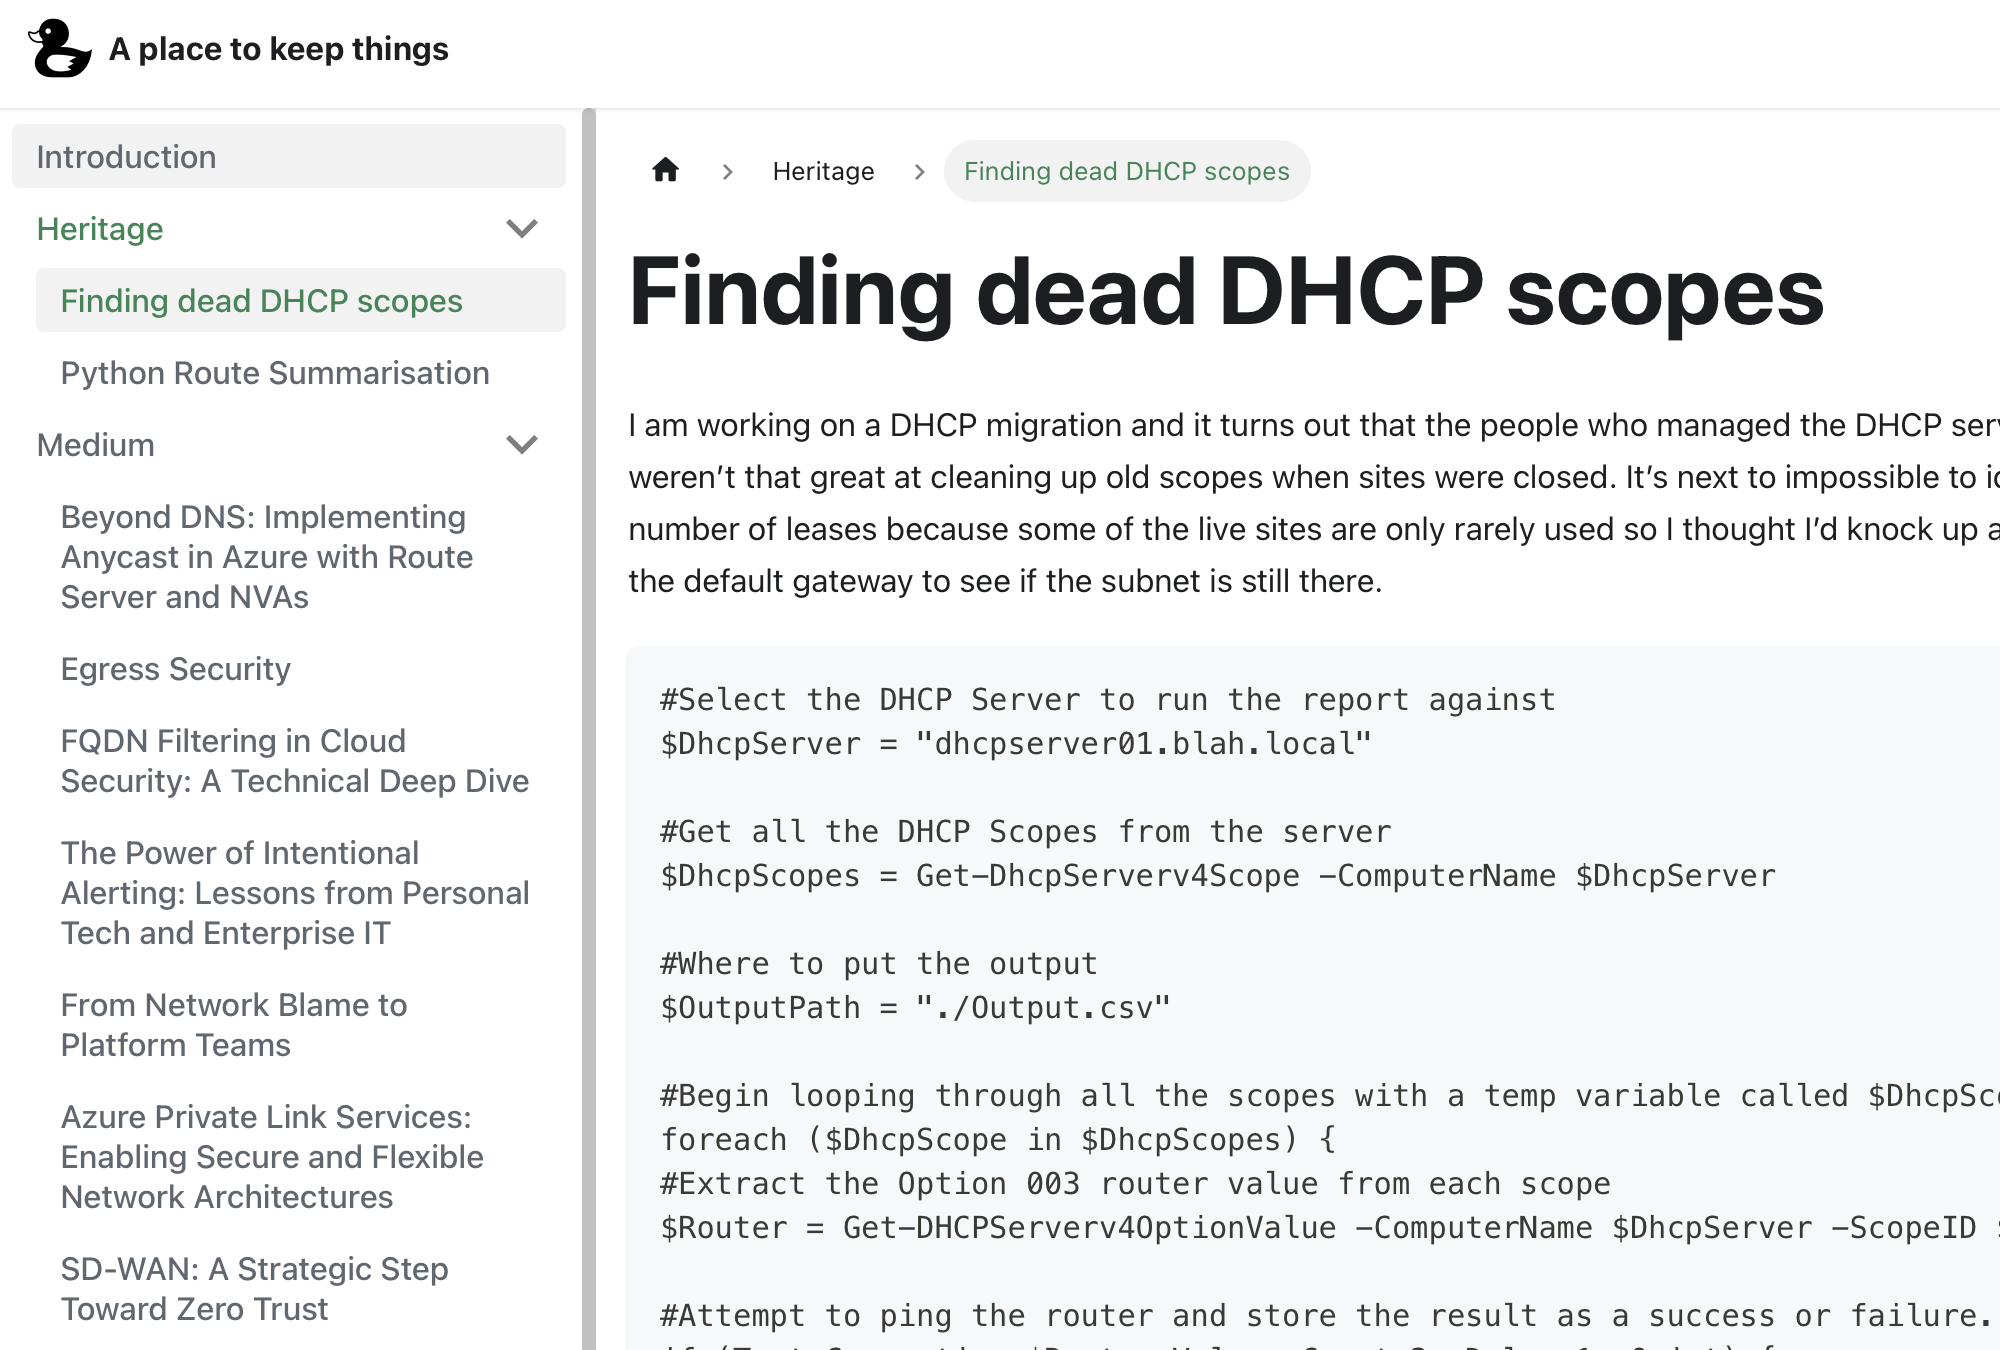 A place to keep things
Introduction
Heritage
Finding dead DHCP scopes
Python Route Summarisation
Medium
Beyond DNS: Implementing
Anycast in Azure with Route
Server and NVAs
Egress Security
FQDN Filtering in Cloud
Security: A Technical Deep Dive
The Power of Intentional
Alerting: Lessons from Personal
Tech and Enterprise IT
From Network Blame to
Platform Teams
Azure Private Link Services:
Enabling Secure and Flexible
Network Architectures
SD-WAN: A Strategic Step
Toward Zero Trust
Heritage
Finding dead DHCP scopes
Finding dead DHCP scopes
I am working on a DHCP migration and it turns out that the people who managed the DHCP
weren’t that great at cleaning up old scopes when sites were closed. It’s next to impossible to
number of leases because some of the live sites are only rarely used so I thought I’d knock up
the default gateway to see if the subnet is still there.
#Select the DHCP Server to run the report against
$DhcpServer = "dhcpserver01.blah.local"
#Get all the DHCP Scopes from the server
$DhcpScopes = Get-DhcpServerv4Scope -ComputerName $DhcpServer
#Where to put the output
$OutputPath = "./Output.csv"
#Begin looping through all the scopes with a temp variable called
foreach ($DhcpScope in $DhcpScopes) {
#Extract the Option 003 router value from each scope
$Router = Get-DHCPServerv4OptionValue -ComputerName $DhcpServer -ScopeID
#Attempt to ping the router and store the result as a success or failure.